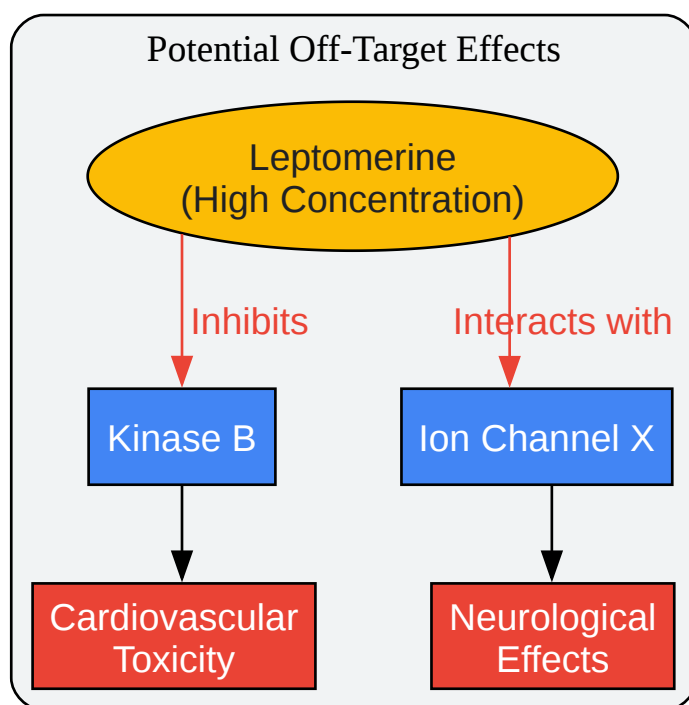 Potential Off-Target Effects
Leptomerine
(High Concentration)
Inhibits
Interacts with
Kinase B
Ion Channel X
Cardiovascular
Toxicity
Neurological
Effects